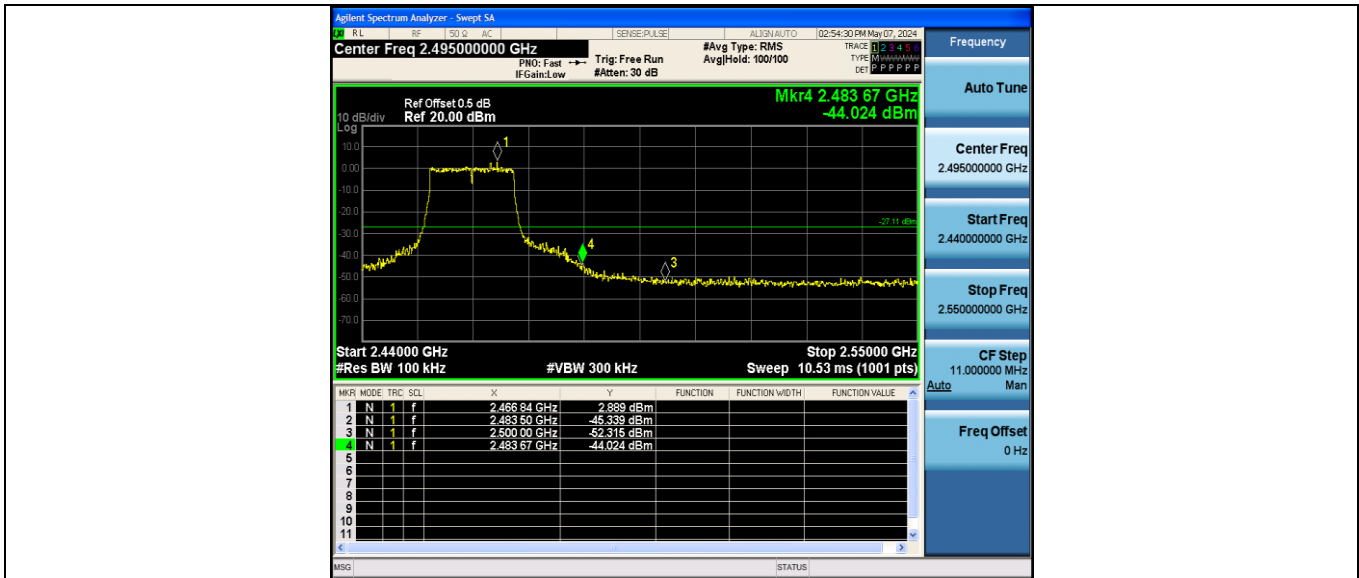 Agilent Spectrum Analyzer - Swept SA
RL RF 50 Ω AC SENSE:PULSE ALIGN AUTO 02:54:30 PM May 07, 2024
Center Freq 2.495000000 GHz
PNO: Fast
IFGain:Low
Trig: Free Run
#Atten: 30 dB
#Avg Type: RMS
Avg|Hold: 100/100
TRACE 1 2 3 4 5 6
TYPE M
DET P P P P P P
Frequency
Auto Tune
Center Freq
2.495000000 GHz
Start Freq
2.440000000 GHz
Stop Freq
2.550000000 GHz
CF Step
11.000000 MHz
Auto Man
Freq Offset
0 Hz
Mkr4 2.483 67 GHz
-44.024 dBm
Ref Offset 0.5 dB
10 dB/div Ref 20.00 dBm
Log
10.0
0.00
-10.0
-20.0
-30.0
-40.0
-50.0
-60.0
-70.0
1
-27.11 dBm
4
3
Start 2.44000 GHz Stop 2.55000 GHz
#Res BW 100 kHz #VBW 300 kHz Sweep 10.53 ms (1001 pts)
MKR MODE TRC SCL X Y FUNCTION FUNCTION WIDTH FUNCTION VALUE
1 N 1 f 2.466 84 GHz 2.889 dBm
2 N 1 f 2.483 50 GHz -45.339 dBm
3 N 1 f 2.500 00 GHz -52.315 dBm
4 N 1 f 2.483 67 GHz -44.024 dBm
5
6
7
8
9
10
11
MSG STATUS